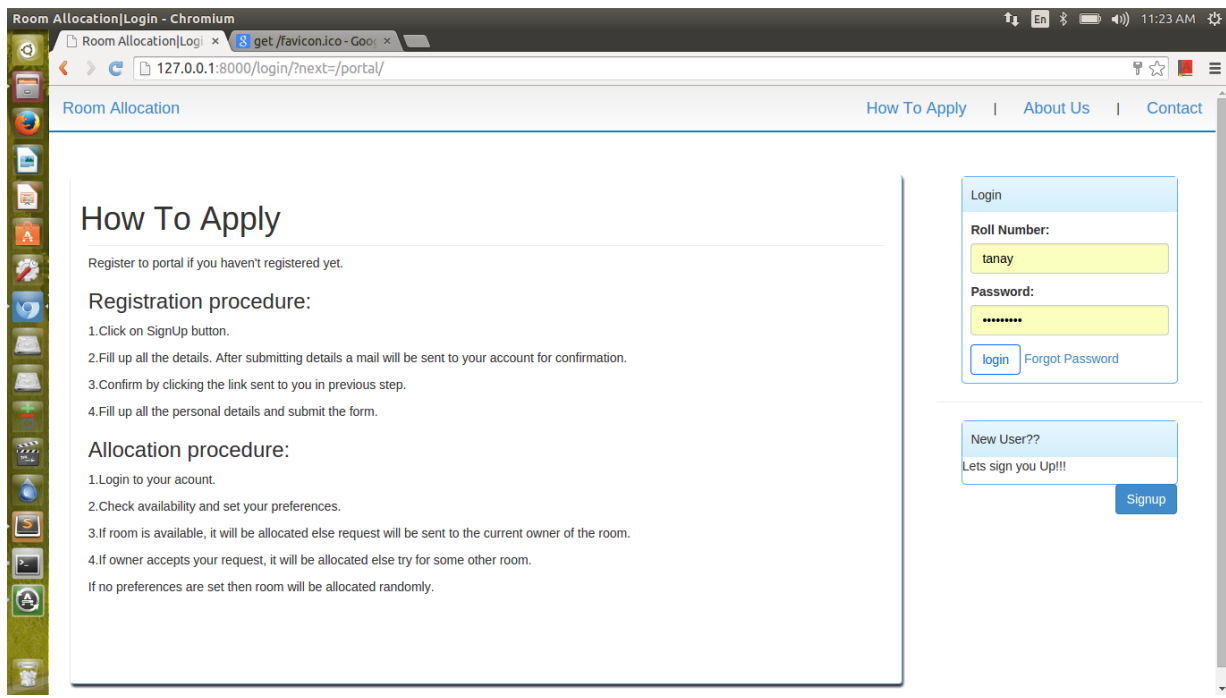 Room Allocation|Login - Chromium
En 11:23 AM
Room Allocation|Logi × get /favicon.ico - Goo ×
127.0.0.1:8000/login/?next=/portal/
Room Allocation
How To Apply | About Us | Contact
How To Apply
Register to portal if you haven't registered yet.
Registration procedure:
1.Click on SignUp button.
2.Fill up all the details. After submitting details a mail will be sent to your account for confirmation.
3.Confirm by clicking the link sent to you in previous step.
4.Fill up all the personal details and submit the form.
Allocation procedure:
1.Login to your acount.
2.Check availability and set your preferences.
3.If room is available, it will be allocated else request will be sent to the current owner of the room.
4.If owner accepts your request, it will be allocated else try for some other room.
If no preferences are set then room will be allocated randomly.
Login
Roll Number:
tanay
Password:
•••••••••
login Forgot Password
New User??
Lets sign you Up!!!
Signup